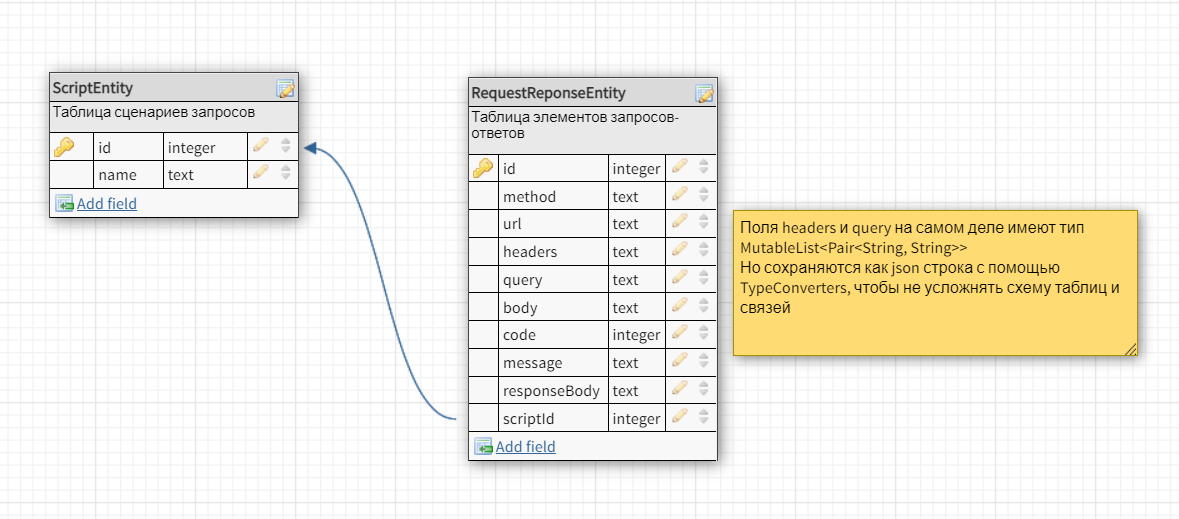 ScriptEntity
Таблица сценариев запросов
id integer
name text
Add field
RequestReponseEntity
Таблица элементов запросов-
ответов
id integer
method text
url text
headers text
query text
body text
code integer
message text
responseBody text
scriptId integer
Add field
Поля headers и query на самом деле имеют тип
MutableList<Pair<String, String>>
Но сохраняются как json строка с помощью
TypeConverters, чтобы не усложнять схему таблиц и
связей